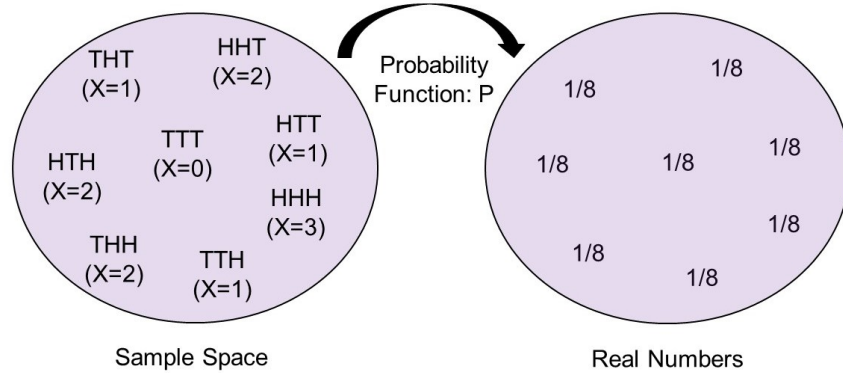 THT
(X=1)
HHT
(X=2)
TTT
(X=0)
HTT
(X=1)
HTH
(X=2)
HHH
(X=3)
THH
(X=2)
TTH
(X=1)
Sample Space
Probability
Function: P
1/8
1/8
1/8
1/8
1/8
1/8
1/8
1/8
Real Numbers